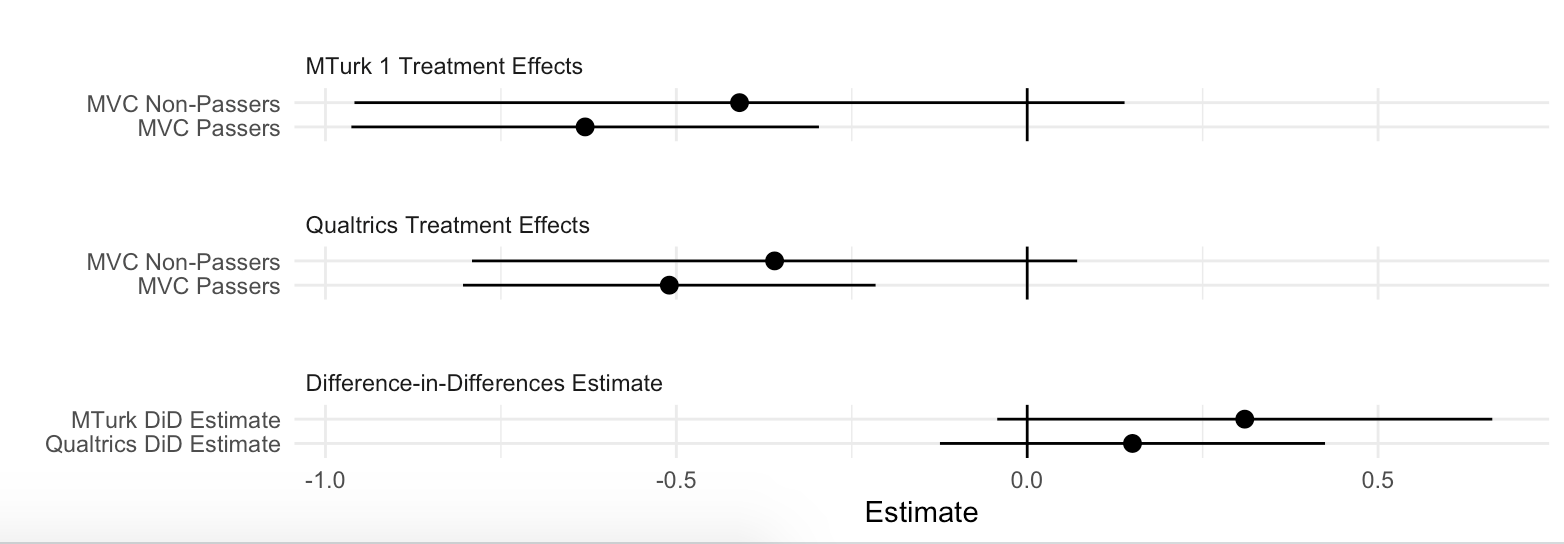 MTurk 1 Treatment Effects
MVC Non-Passers
MVC Passers
Qualtrics Treatment Effects
MVC Non-Passers
MVC Passers
Difference-in-Differences Estimate
MTurk DiD Estimate
Qualtrics DiD Estimate
-1.0 -0.5 0.0 0.5
Estimate